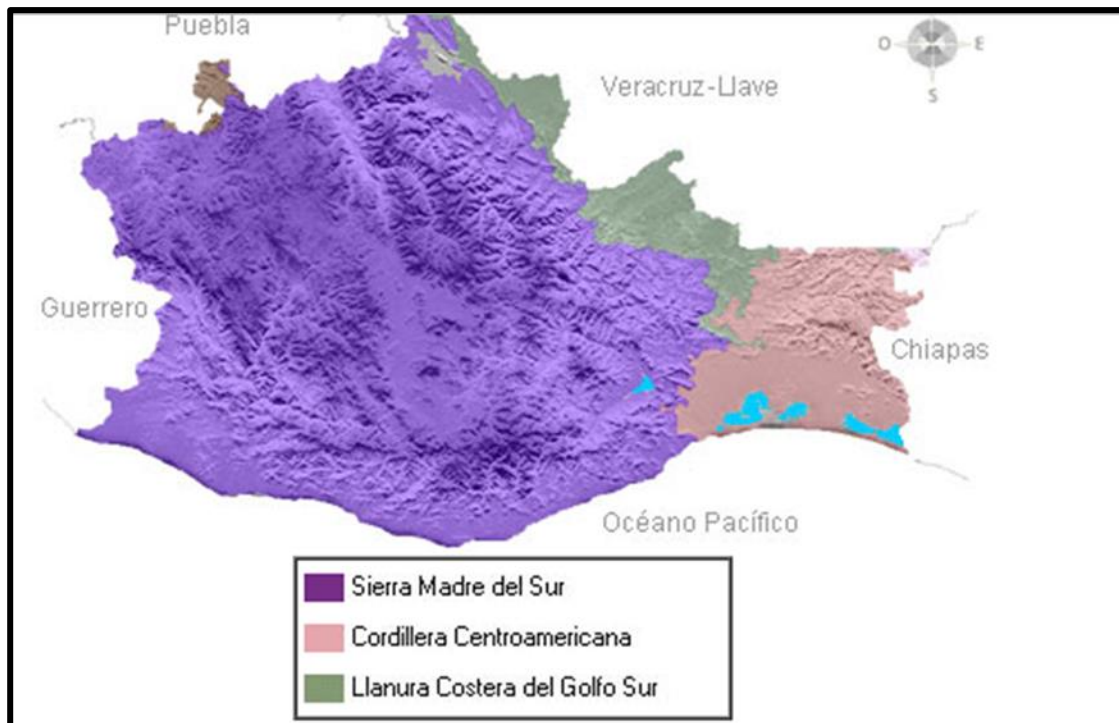 Puebla
O
E
S
Veracruz-Llave
Guerrero
Chiapas
Océano Pacífico
Sierra Madre del Sur
Cordillera Centroamericana
Llanura Costera del Golfo Sur